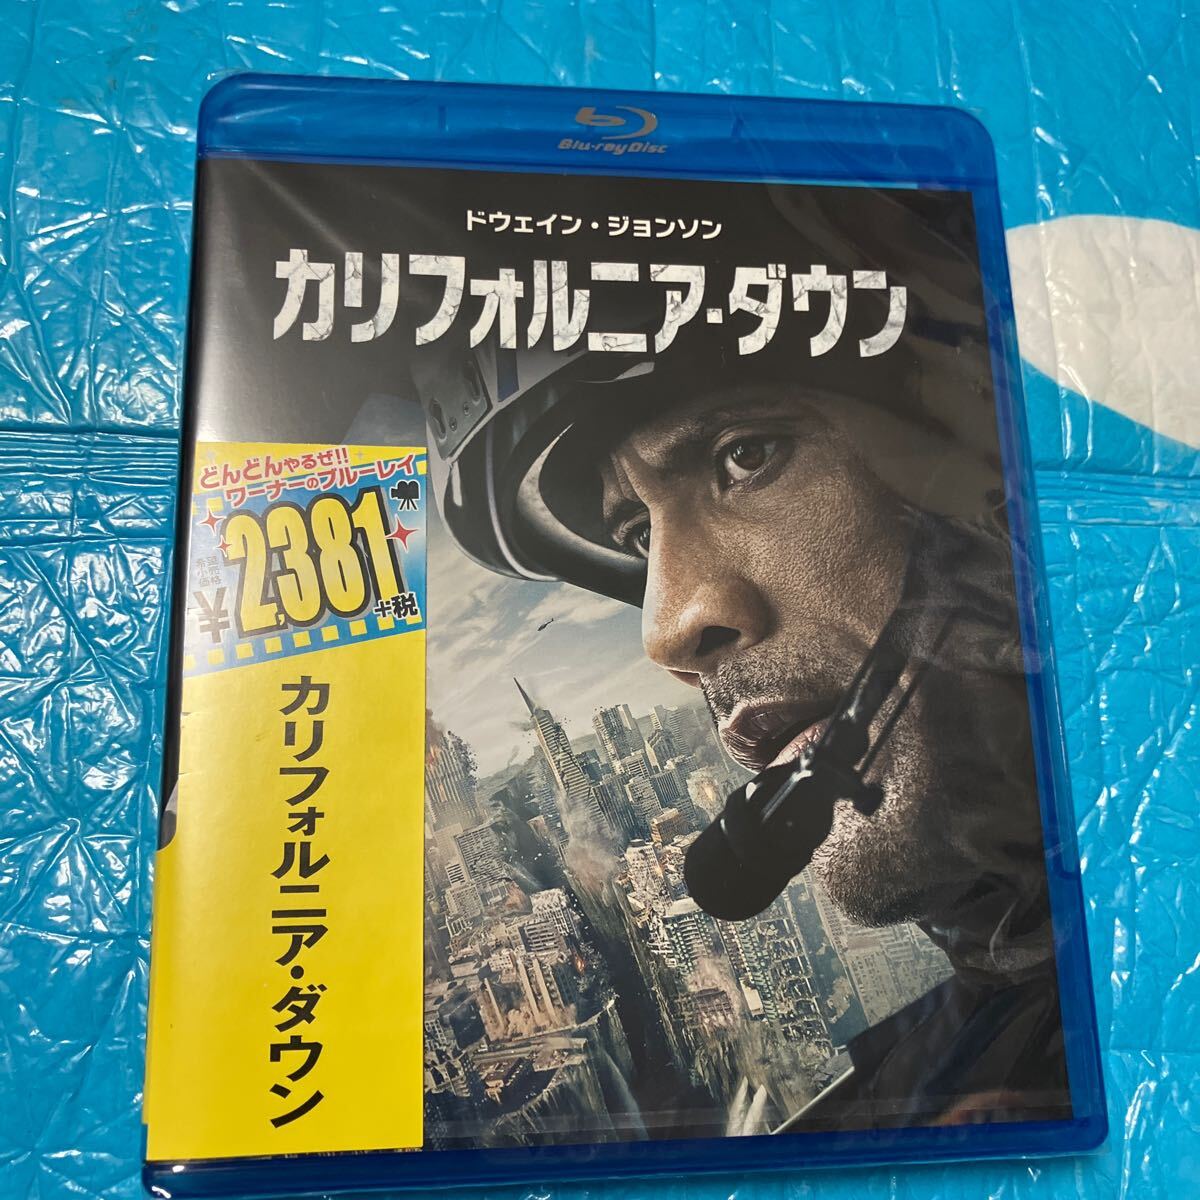 Blu-ray Disc
ドウェイン・ジョンソン
カリフォルニア・ダウン
どんどんやるぜ!!
ワーナーのブルーレイ
希望
小売
価格
¥2,381+税
カリフォルニア・ダウン